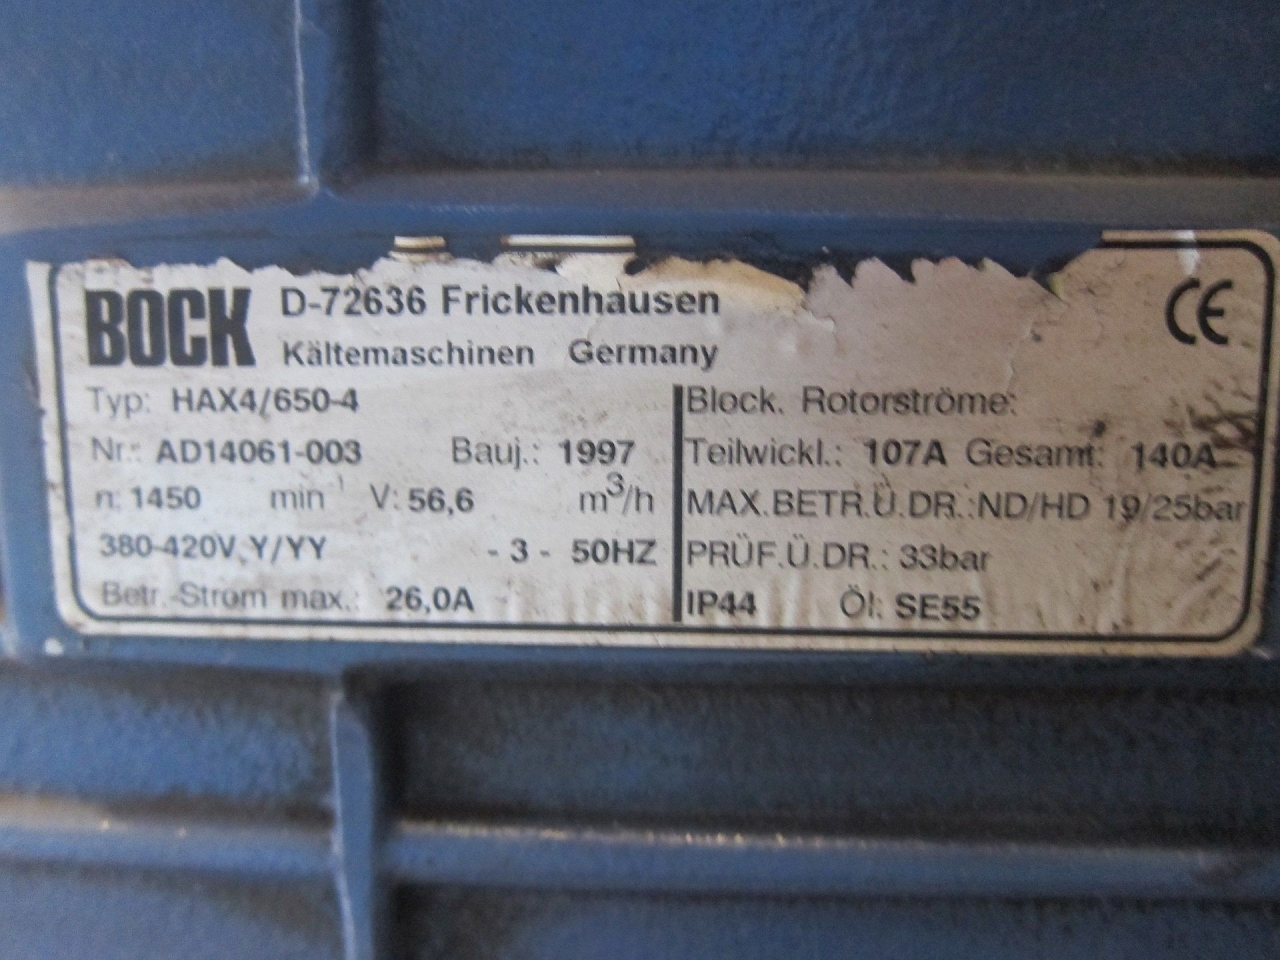 BOCK D-72636 Frickenhausen
Kältemaschinen Germany
CE
Typ: HAX4/650-4
Nr.: AD14061-003 Bauj.: 1997
n: 1450 min⁻¹ V: 56,6 m³/h
380-420V, Y/YY - 3 - 50HZ
Betr.-Strom max.: 26,0A
Block. Rotorströme:
Teilwickl.: 107A Gesamt: 140A
MAX.BETR.Ü.DR.:ND/HD 19/25bar
PRÜF.Ü.DR.: 33bar
IP44 Öl: SE55